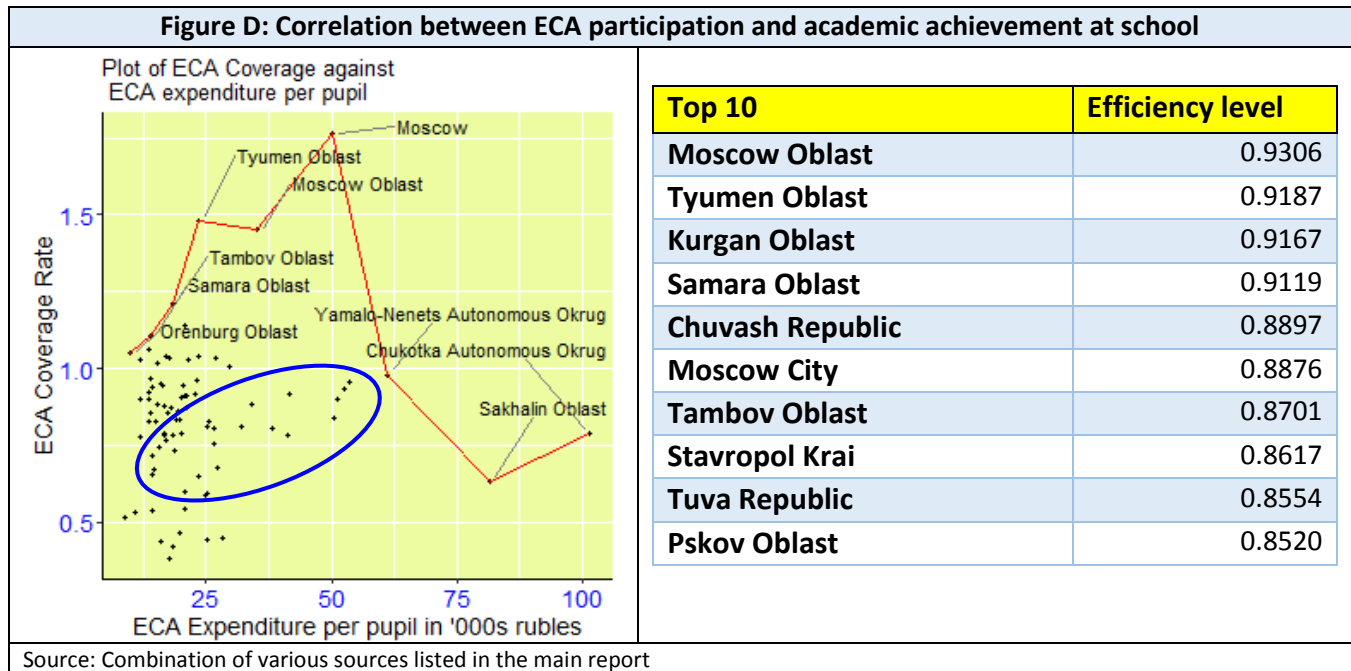 Figure D: Correlation between ECA participation and academic achievement at school
Plot of ECA Coverage against
ECA expenditure per pupil
Moscow
Tyumen Oblast
Moscow Oblast
1.5
Tambov Oblast
Samara Oblast
Orenburg Oblast
Yamalo-Nenets Autonomous Okrug
Chukotka Autonomous Okrug
1.0
Sakhalin Oblast
0.5
ECA Coverage Rate
25 50 75 100
ECA Expenditure per pupil in '000s rubles
Top 10 Efficiency level
Moscow Oblast 0.9306
Tyumen Oblast 0.9187
Kurgan Oblast 0.9167
Samara Oblast 0.9119
Chuvash Republic 0.8897
Moscow City 0.8876
Tambov Oblast 0.8701
Stavropol Krai 0.8617
Tuva Republic 0.8554
Pskov Oblast 0.8520
Source: Combination of various sources listed in the main report